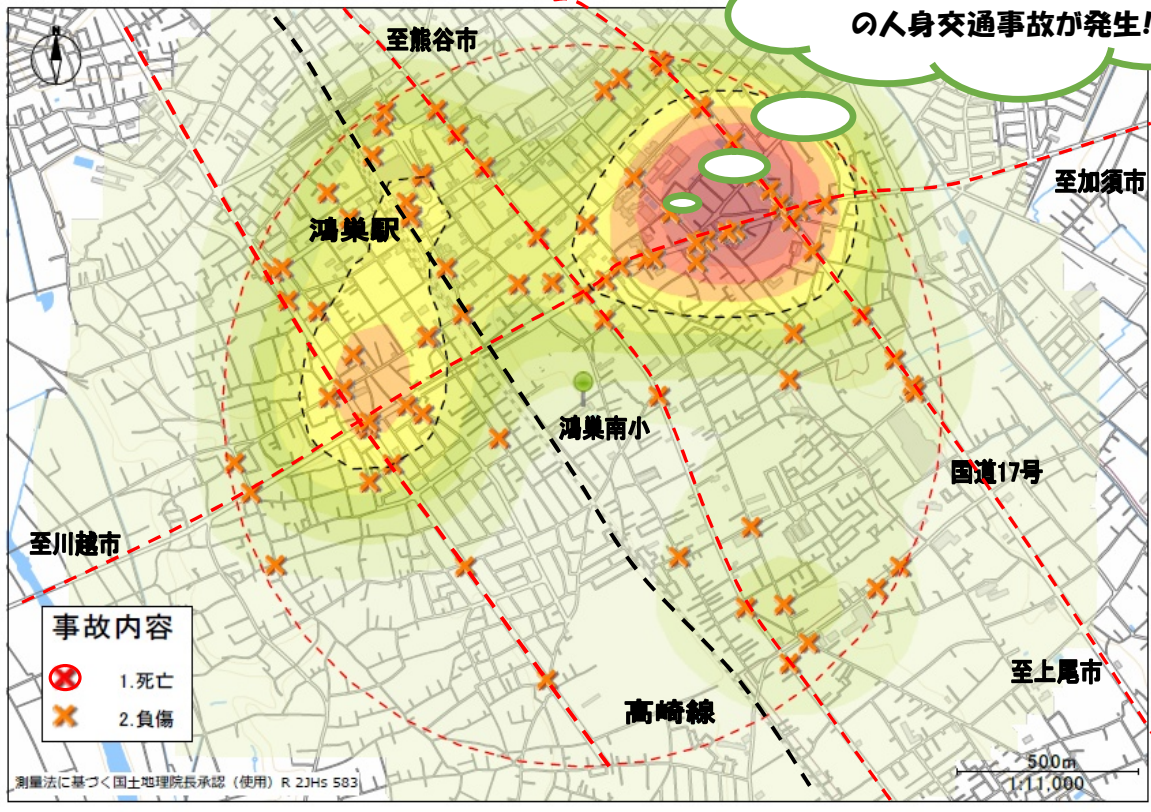 の人身交通事故が発生!
N
至熊谷市
至加須市
鴻巣駅
鴻巣南小
国道17号
至川越市
事故内容
1.死亡
2.負傷
至上尾市
高崎線
500m
1:11,000
測量法に基づく国土地理院長承認(使用)R 2JHs 583